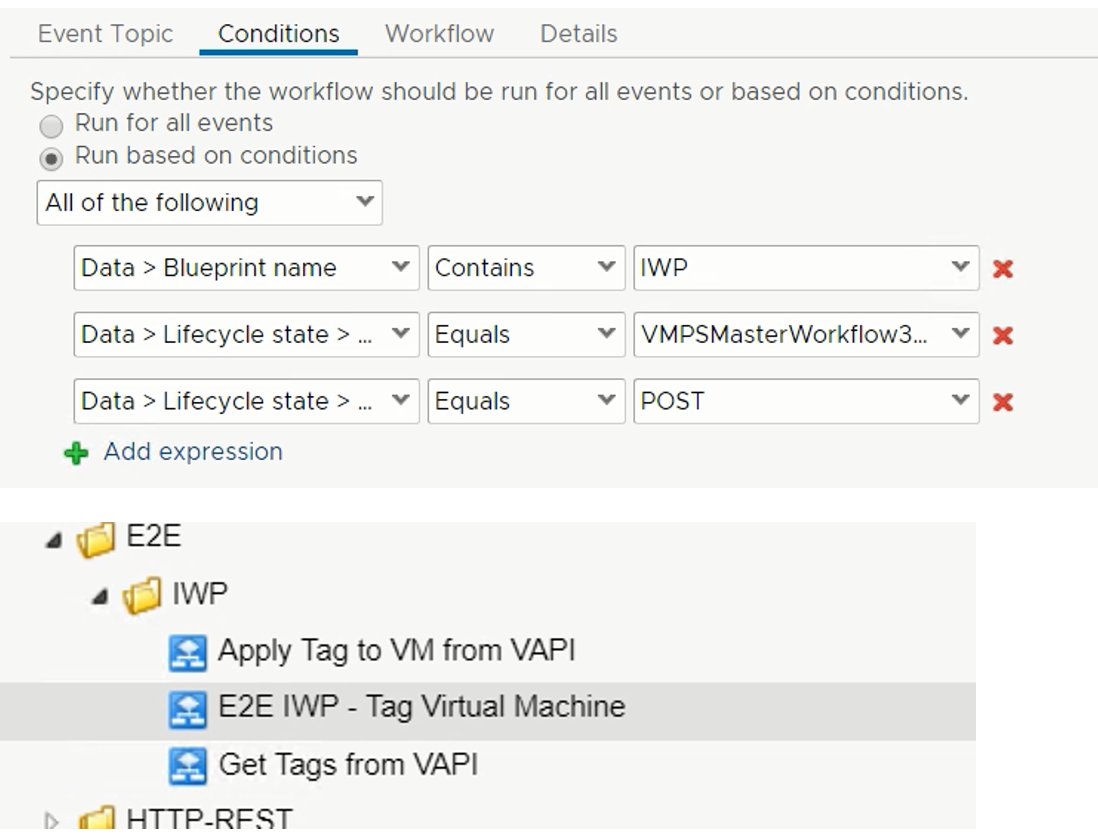 Event Topic Conditions Workflow Details
Specify whether the workflow should be run for all events or based on conditions.
Run for all events
Run based on conditions
All of the following
Data > Blueprint name Contains IWP
Data > Lifecycle state > ... Equals VMPSMasterWorkflow3...
Data > Lifecycle state > ... Equals POST
Add expression
E2E
IWP
Apply Tag to VM from VAPI
E2E IWP - Tag Virtual Machine
Get Tags from VAPI
HTTP-REST